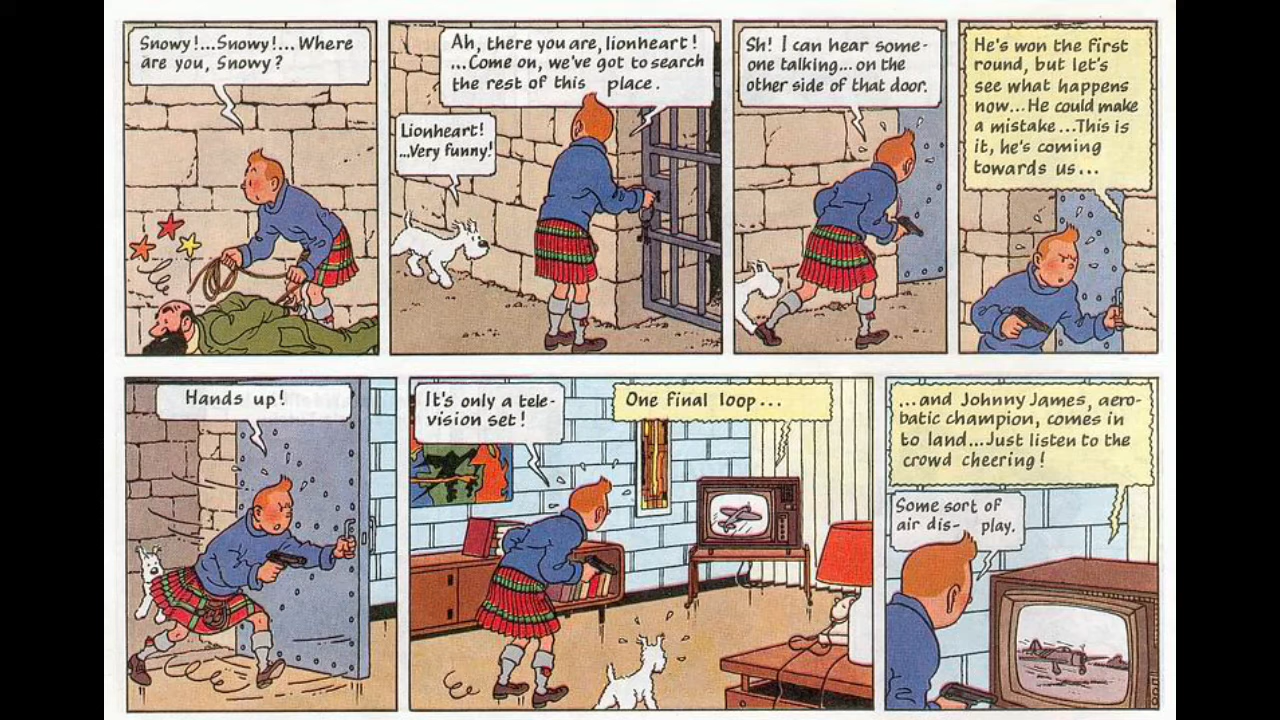 Snowy!...Snowy!... Where
are you, Snowy?
Ah, there you are, lionheart!
...Come on, we've got to search
the rest of this place.
Lionheart!
...Very funny!
Sh! I can hear some-
one talking... on the
other side of that door.
He's won the first
round, but let's
see what happens
now... He could make
a mistake... This is
it, he's coming
towards us...
Hands up!
It's only a tele-
vision set!
One final loop...
...and Johnny James, aero-
batic champion, comes in
to land... Just listen to the
crowd cheering!
Some sort of
air dis- play.